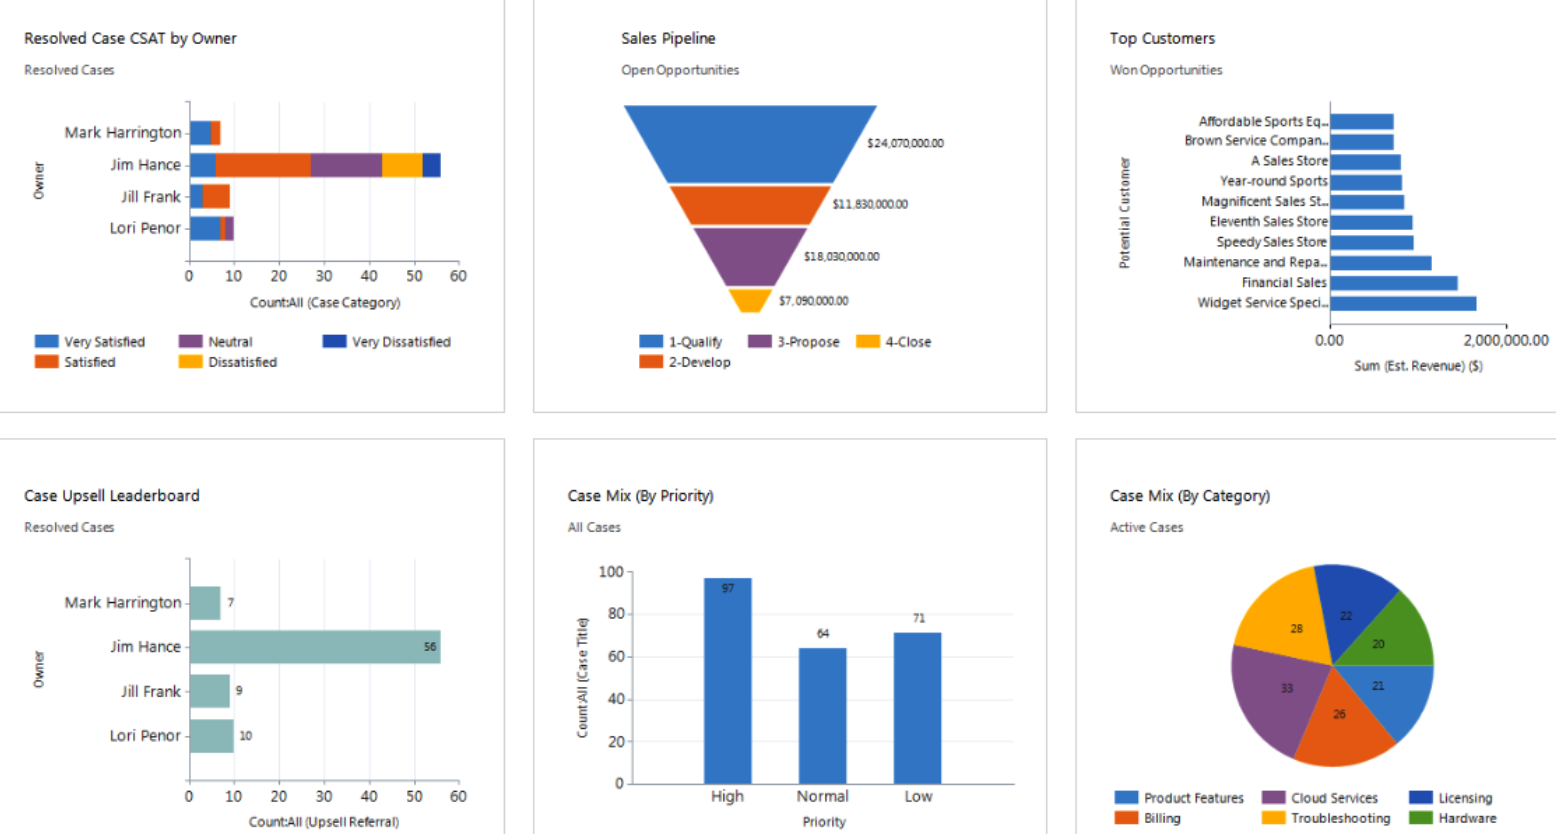 Resolved Case CSAT by Owner
Resolved Cases
Owner
Mark Harrington
Jim Hance
Jill Frank
Lori Penor
0 10 20 30 40 50 60
Count:All (Case Category)
Very Satisfied Neutral Very Dissatisfied
Satisfied Dissatisfied
Sales Pipeline
Open Opportunities
$24,070,000.00
$11,830,000.00
$18,030,000.00
$7,090,000.00
1-Qualify 3-Propose 4-Close
2-Develop
Top Customers
Won Opportunities
Potential Customer
Affordable Sports Eq...
Brown Service Compan...
A Sales Store
Year-round Sports
Magnificent Sales St...
Eleventh Sales Store
Speedy Sales Store
Maintenance and Repa...
Financial Sales
Widget Service Speci...
0.00 2,000,000.00
Sum (Est. Revenue) ($)
Case Upsell Leaderboard
Resolved Cases
Owner
Mark Harrington 7
Jim Hance 56
Jill Frank 9
Lori Penor 10
0 10 20 30 40 50 60
Count:All (Upsell Referral)
Case Mix (By Priority)
All Cases
Count:All (Case Title)
100
80
60
40
20
0
97
64
71
High Normal Low
Priority
Case Mix (By Category)
Active Cases
22
28
20
33
21
26
Product Features Cloud Services Licensing
Billing Troubleshooting Hardware